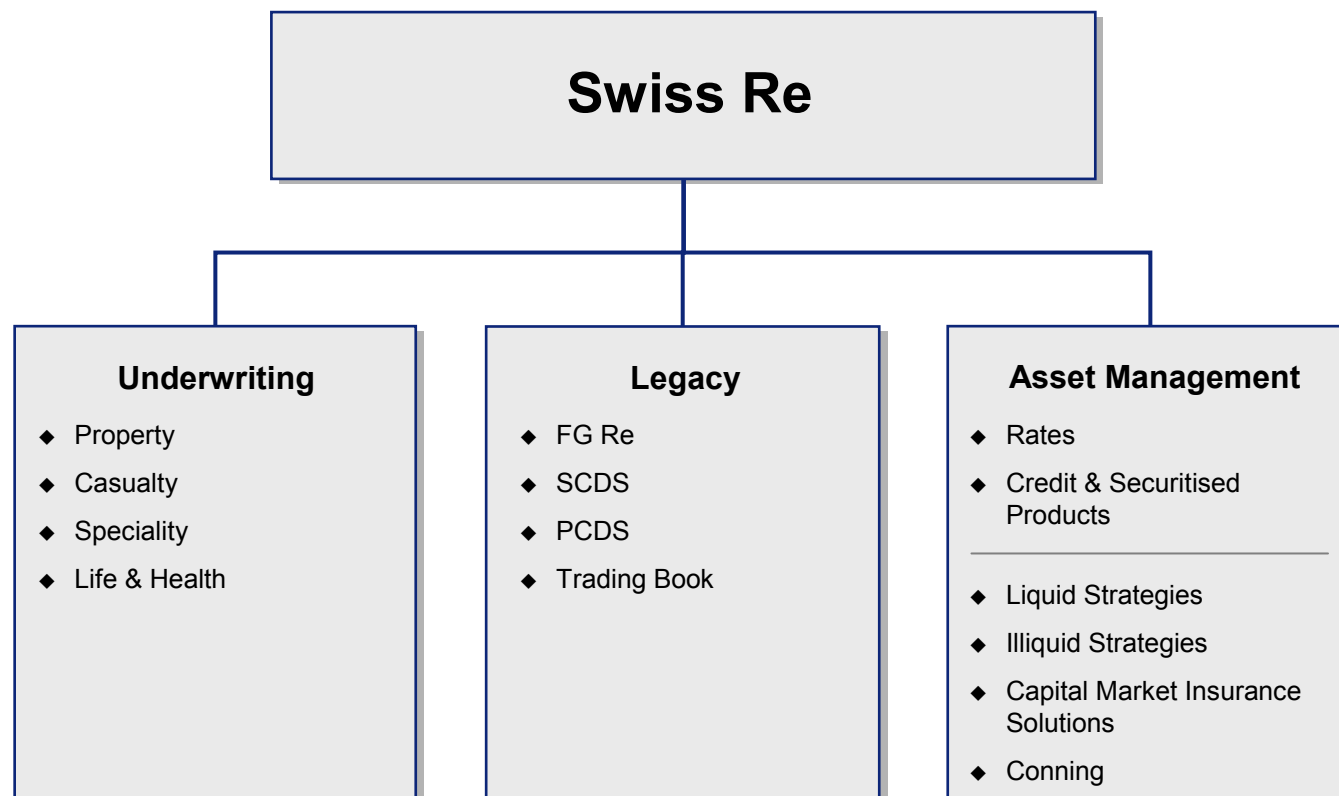 Swiss Re
Underwriting
◆ Property
◆ Casualty
◆ Speciality
◆ Life & Health
Legacy
◆ FG Re
◆ SCDS
◆ PCDS
◆ Trading Book
Asset Management
◆ Rates
◆ Credit & Securitised
Products
◆ Liquid Strategies
◆ Illiquid Strategies
◆ Capital Market Insurance
Solutions
◆ Conning